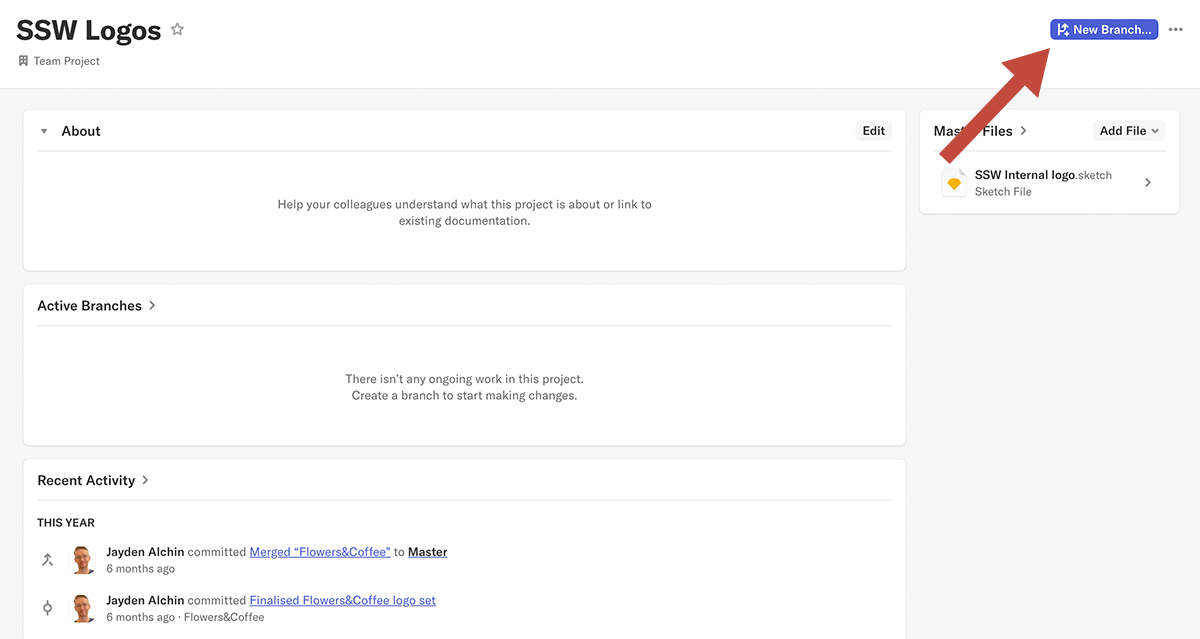 SSW Logos
New Branch...
Team Project
About
Edit
Help your colleagues understand what this project is about or link to
existing documentation.
Active Branches
There isn't any ongoing work in this project.
Create a branch to start making changes.
Recent Activity
THIS YEAR
Jayden Alchin committed Merged “Flowers&Coffee” to Master
6 months ago
Jayden Alchin committed Finalised Flowers&Coffee logo set
6 months ago · Flowers&Coffee
Master Files
Add File
SSW Internal logo.sketch
Sketch File